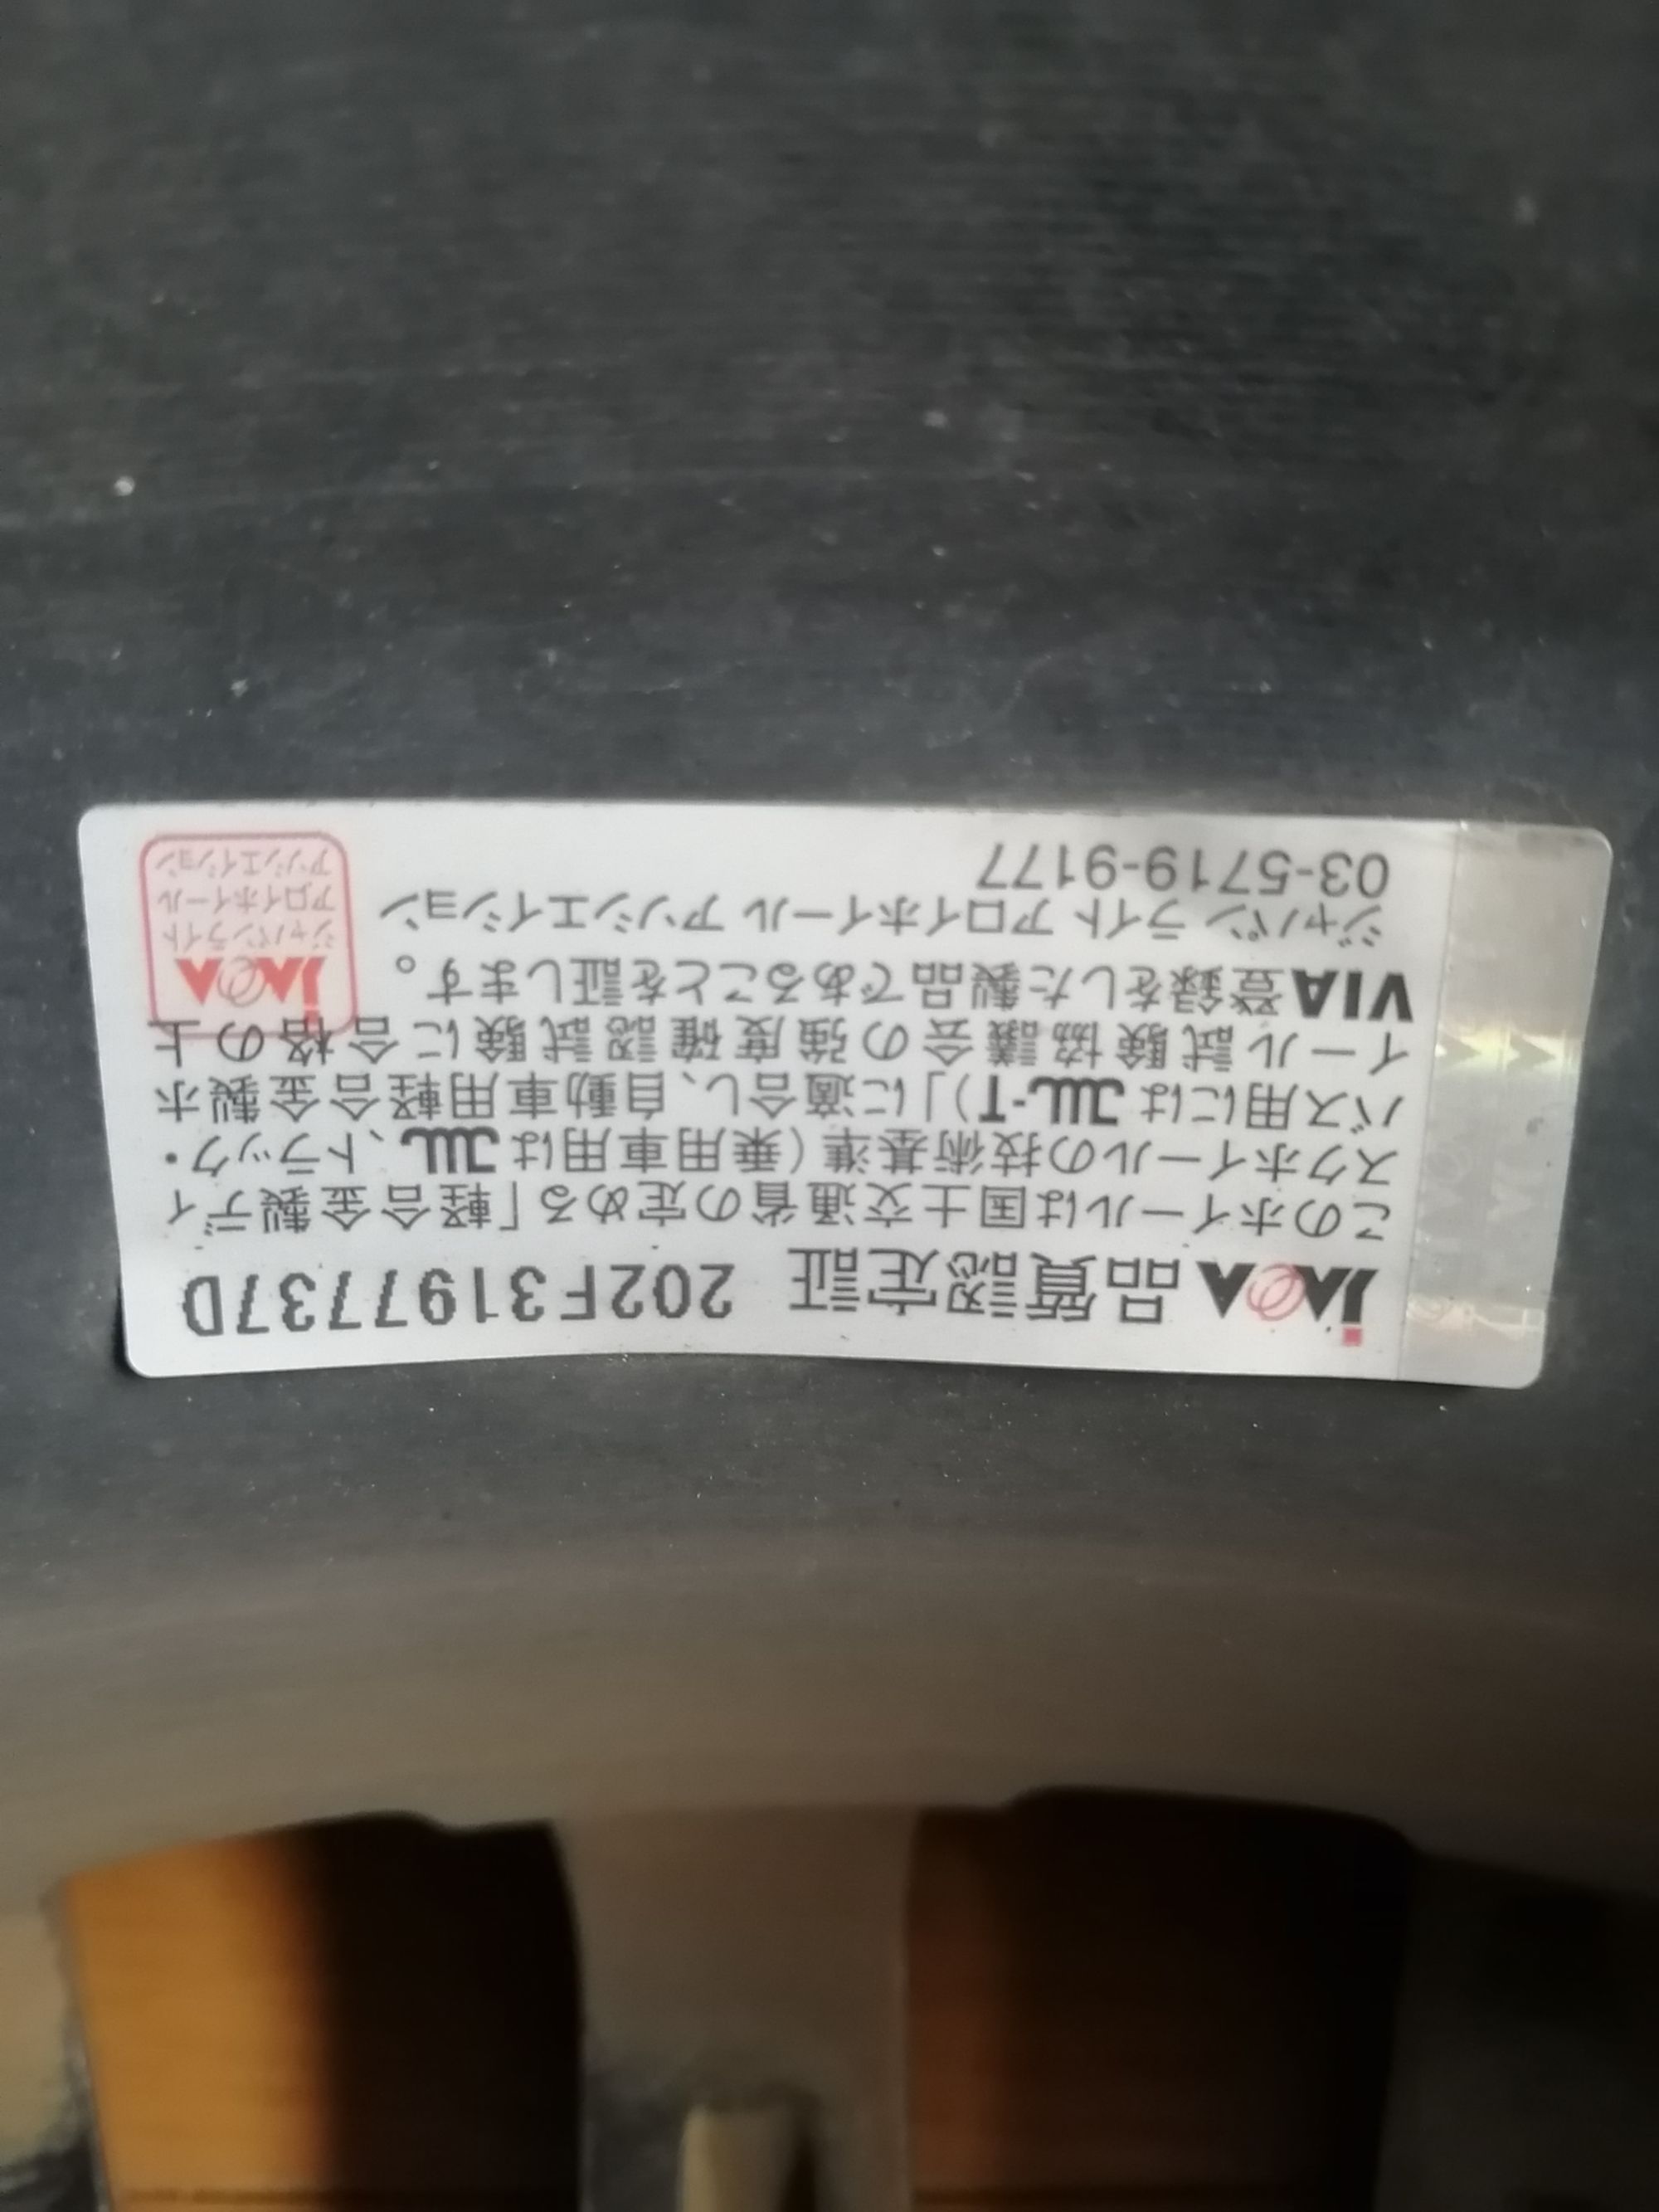 JAWA 品質認定証 202F3197737D
このホイールは国土交通省の定める「軽合金製ディ
スクホイールの技術基準(乗用車用はJWL、トラック・
バス用にはJWL-T)」に適合し、自動車用軽合金製ホ
イール試験協議会の強度確認試験に合格の上
VIA登録をした製品であることを証します。
ジャパン ライト アロイホイール アソシエイション
03-5719-9177
JAWA
ジャパンライト
アロイホイール
アソシエイション